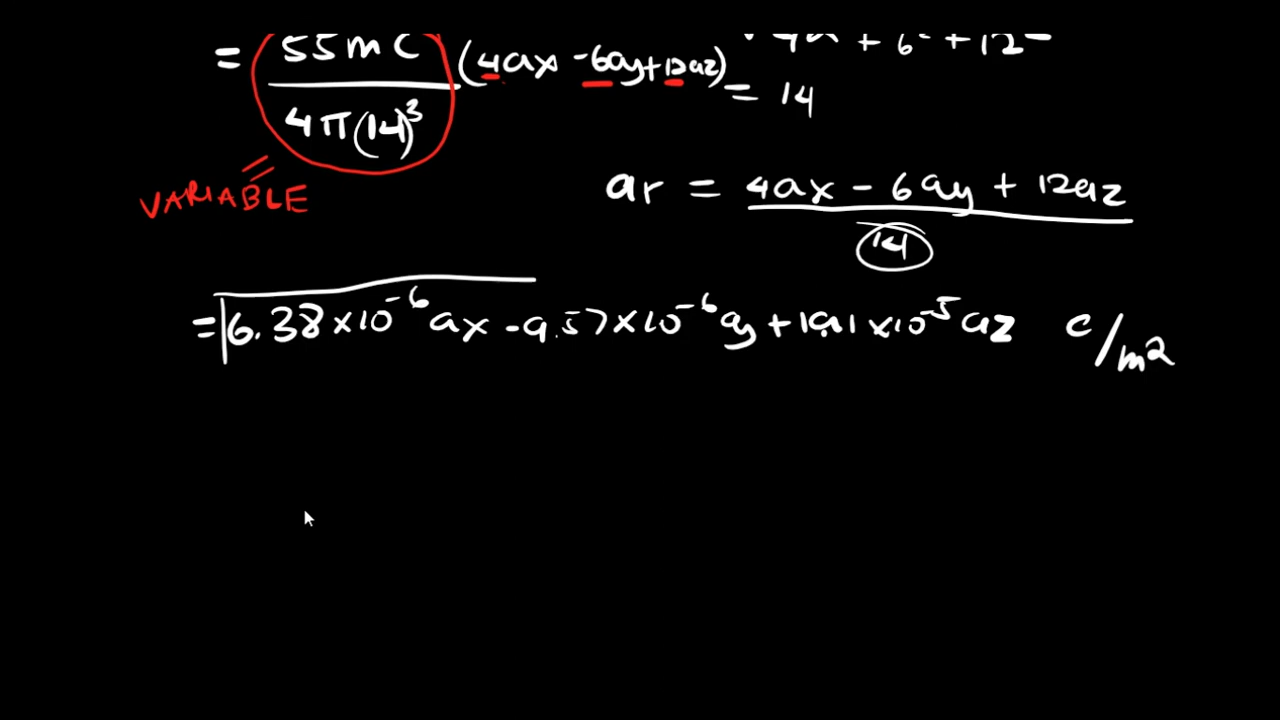 = 55mC / 4π(14)³ (4ax - 6ay + 12az)
= 14
VARIABLE
ar = 4ax - 6ay + 12az / 14
= 6.38 x 10⁻⁶ ax - 9.57 x 10⁻⁶ ay + 1.91 x 10⁻⁵ az C/m²